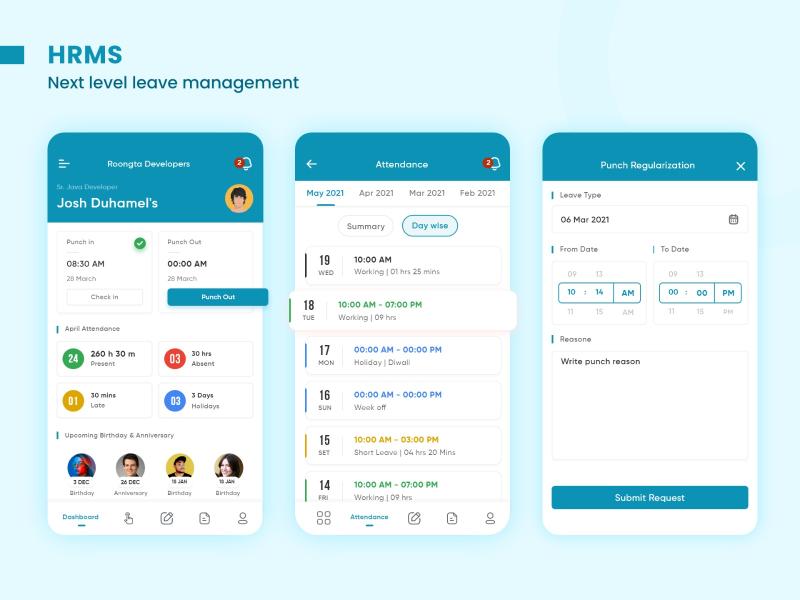 HRMS
Next level leave management
Roongta Developers
2
Sr. Java Developer
Josh Duhamel's
Punch in
08:30 AM
28 March
Check in
Punch Out
00:00 AM
28 March
Punch Out
April Attendance
24
260 h 30 m
Present
03
30 hrs
Absent
01
30 mins
Late
03
3 Days
Holidays
Upcoming Birthday & Anniversary
3 DEC
Birthday
26 DEC
Anniversary
18 JAN
Birthday
18 JAN
Birthday
Dashboard
Attendance
2
May 2021 Apr 2021 Mar 2021 Feb 2021
Summary Day wise
19
WED
10:00 AM
Working | 01 hrs 25 mins
18
TUE
10:00 AM - 07:00 PM
Working | 09 hrs
17
MON
00:00 AM - 00:00 PM
Holiday | Diwali
16
SUN
00:00 AM - 00:00 PM
Week off
15
SET
10:00 AM - 03:00 PM
Short Leave | 04 hrs 20 Mins
14
FRI
10:00 AM - 07:00 PM
Working | 09 hrs
Attendance
Punch Regularization
Leave Type
06 Mar 2021
From Date
09 13
10 : 14 AM
11 15 AM
To Date
09 13
00 : 00 PM
11 15 PM
Reasone
Write punch reason
Submit Request